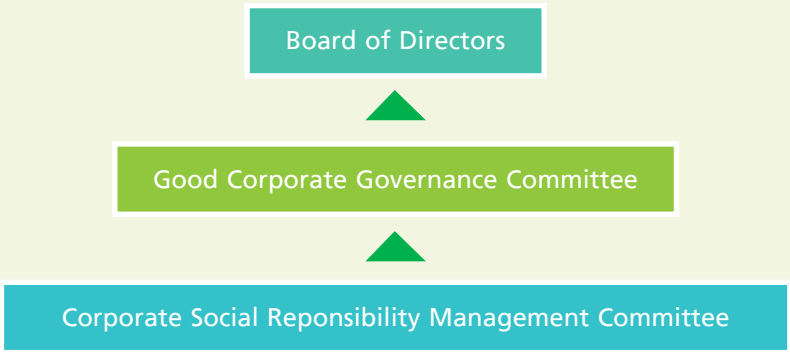 Board of Directors
Good Corporate Governance Committee
Corporate Social Reponsibility Management Committee